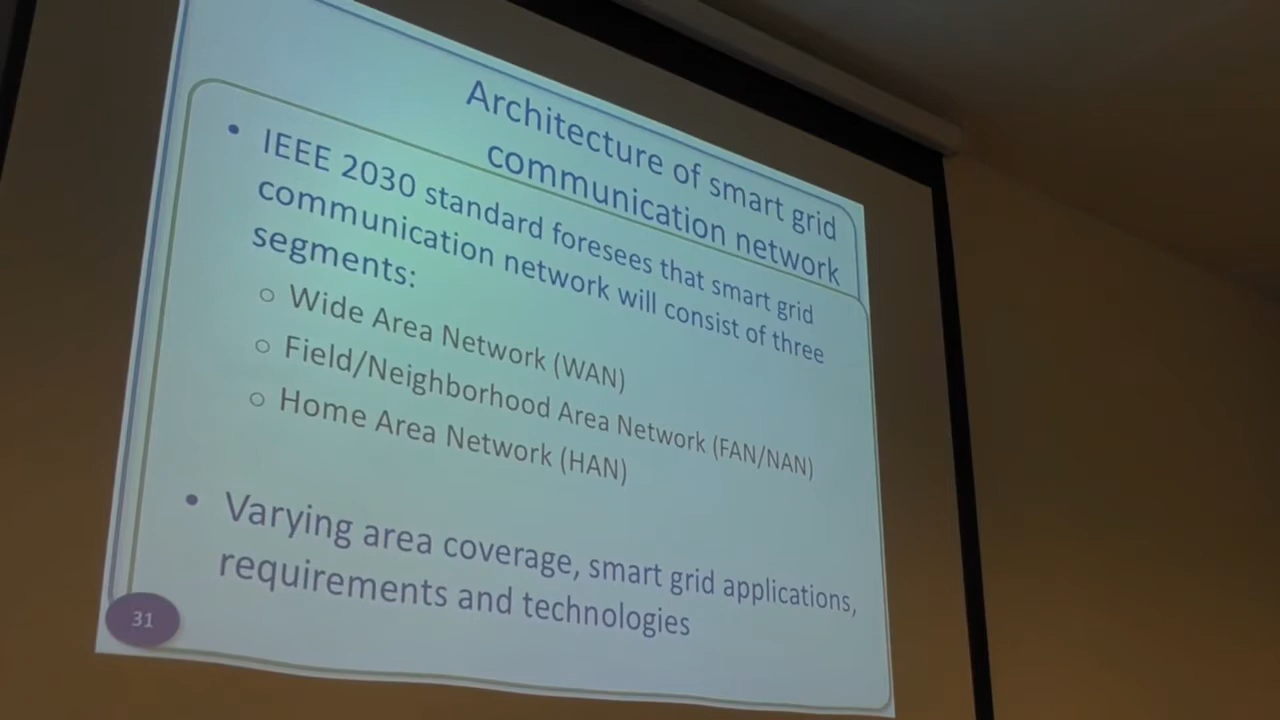 Architecture of smart grid
communication network
• IEEE 2030 standard foresees that smart grid
communication network will consist of three
segments:
○ Wide Area Network (WAN)
○ Field/Neighborhood Area Network (FAN/NAN)
○ Home Area Network (HAN)
• Varying area coverage, smart grid applications,
requirements and technologies
31